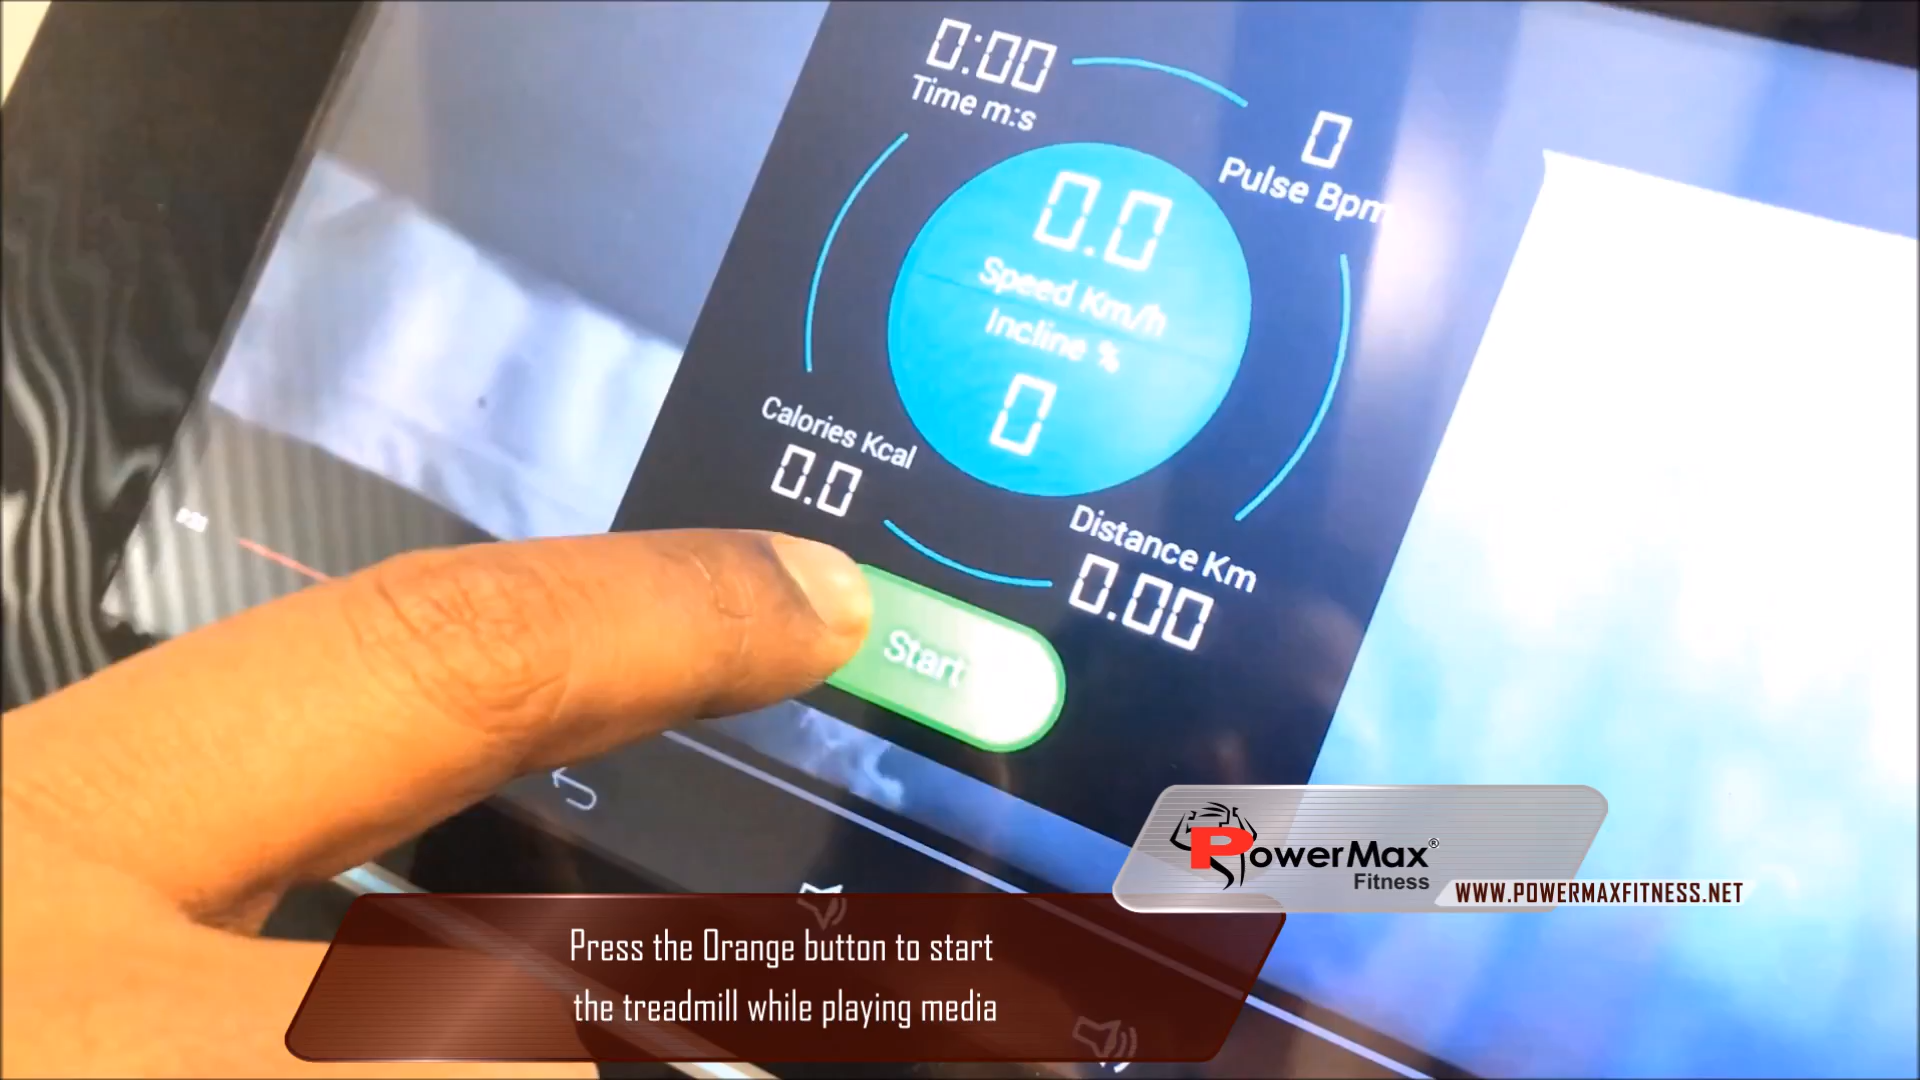 0:00
Time m:s
0
Pulse Bpm
0.0
Speed Km/h
Incline %
0
Calories Kcal
0.0
Distance Km
0.00
Start
PowerMax®
Fitness
WWW.POWERMAXFITNESS.NET
Press the Orange button to start
the treadmill while playing media